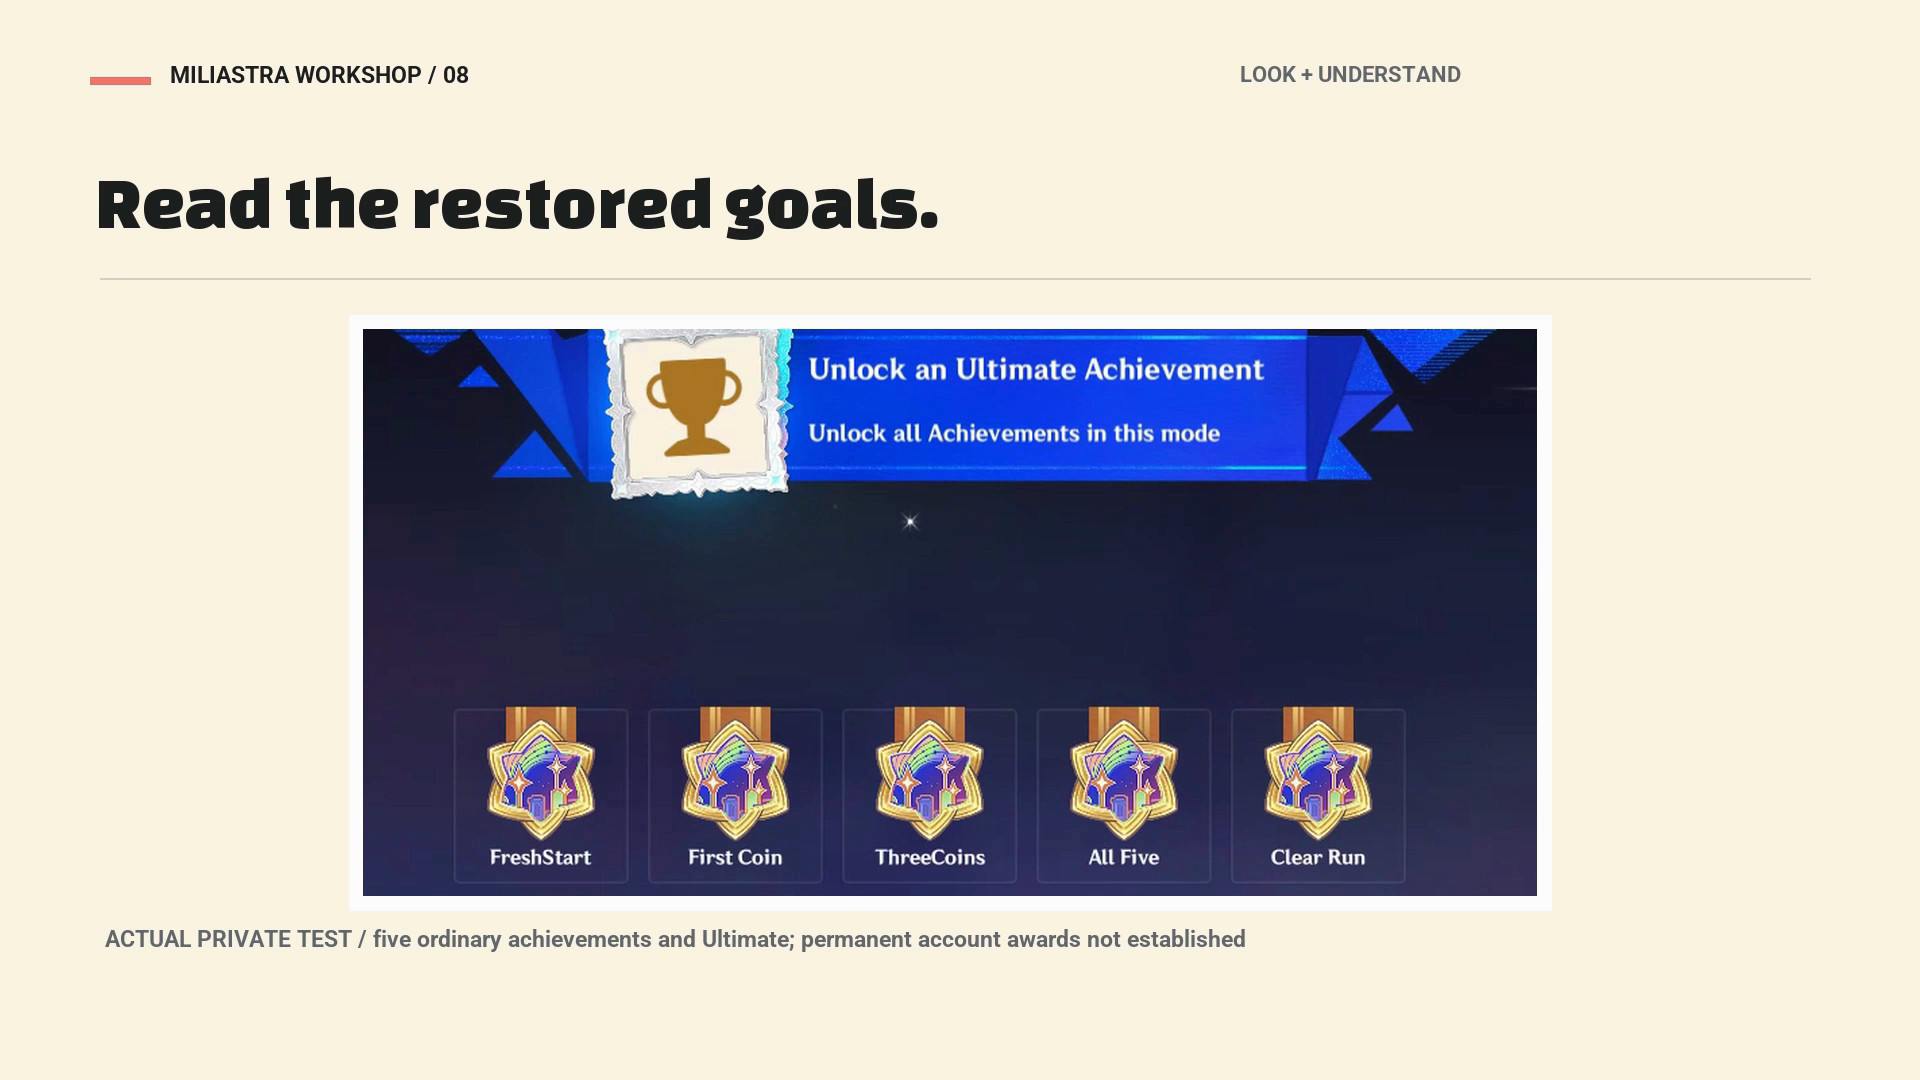 MILIASTRA WORKSHOP / 08
LOOK + UNDERSTAND
Read the restored goals.
Unlock an Ultimate Achievement
Unlock all Achievements in this mode
FreshStart
First Coin
ThreeCoins
All Five
Clear Run
ACTUAL PRIVATE TEST / five ordinary achievements and Ultimate; permanent account awards not established